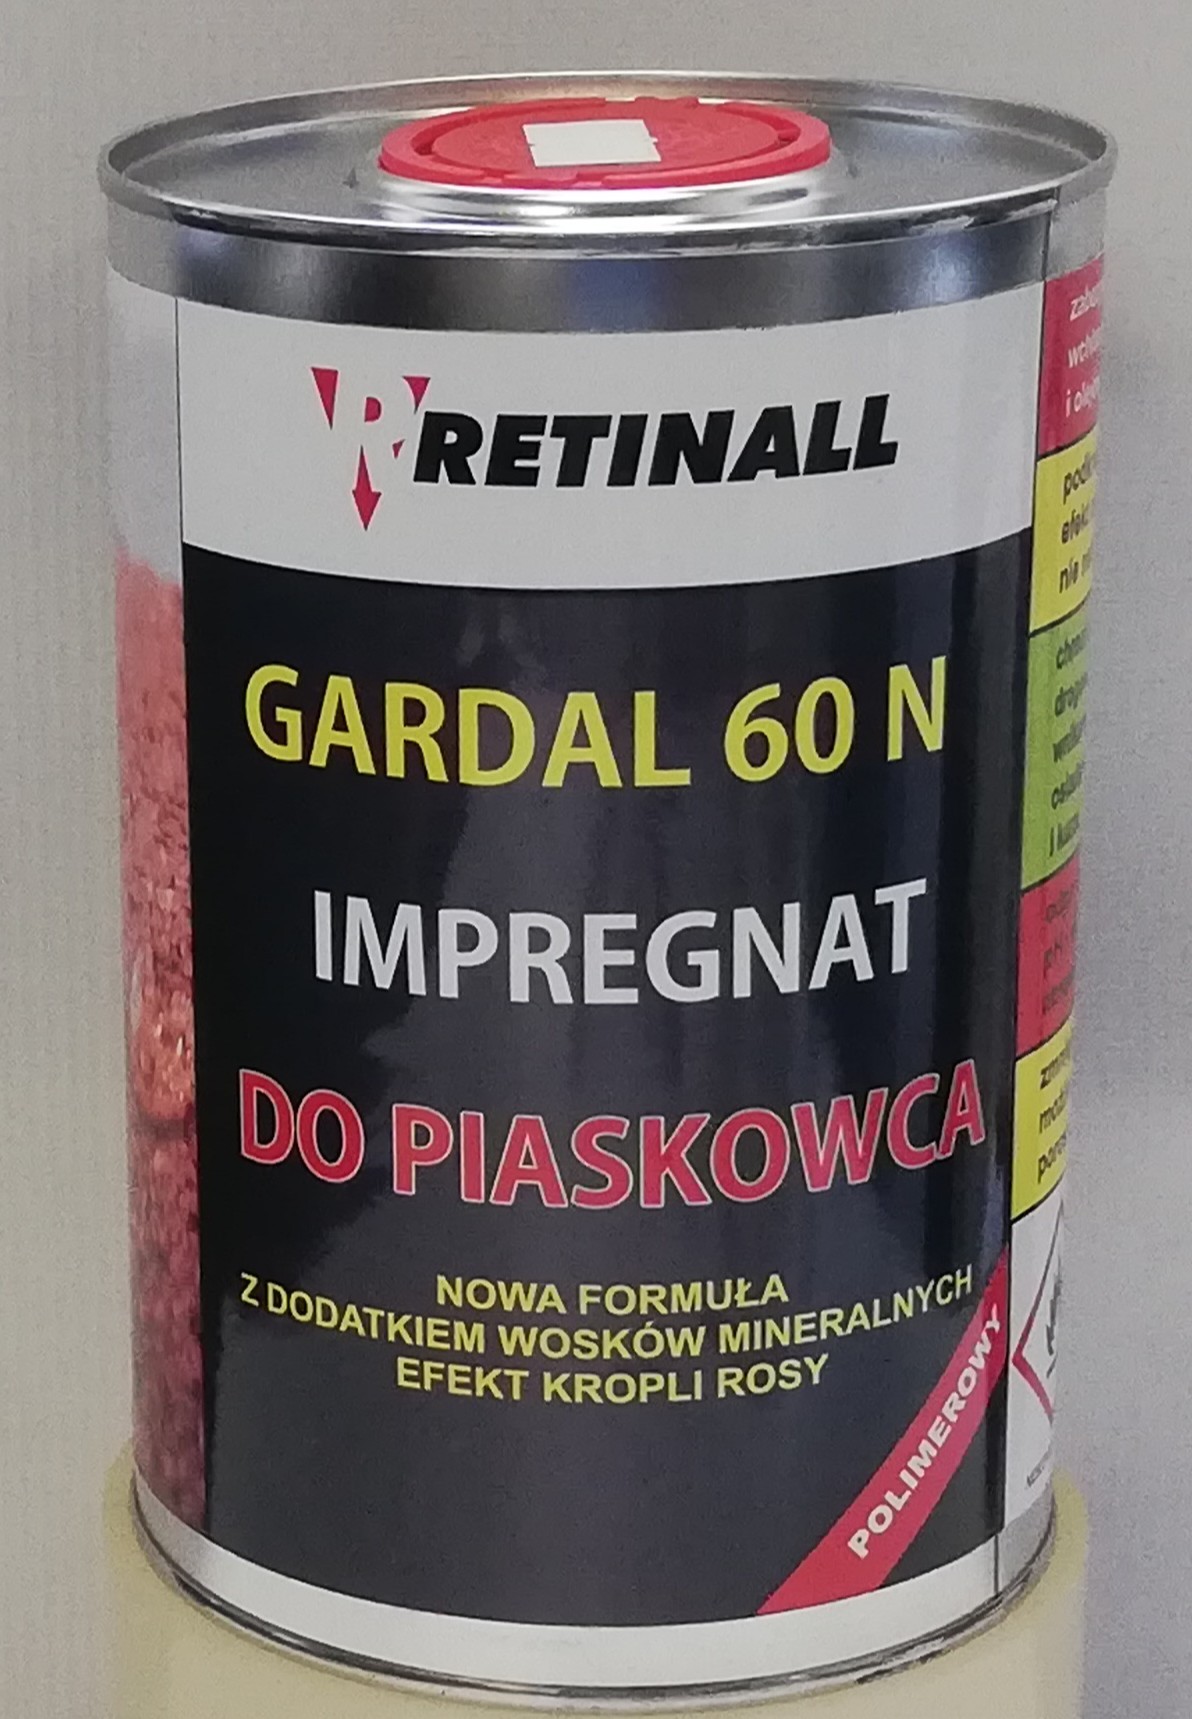 RETINALL
GARDAL 60 N
IMPREGNAT
DO PIASKOWCA
NOWA FORMUŁA
Z DODATKIEM WOSKÓW MINERALNYCH
EFEKT KROPLI ROSY
POLIMEROWY